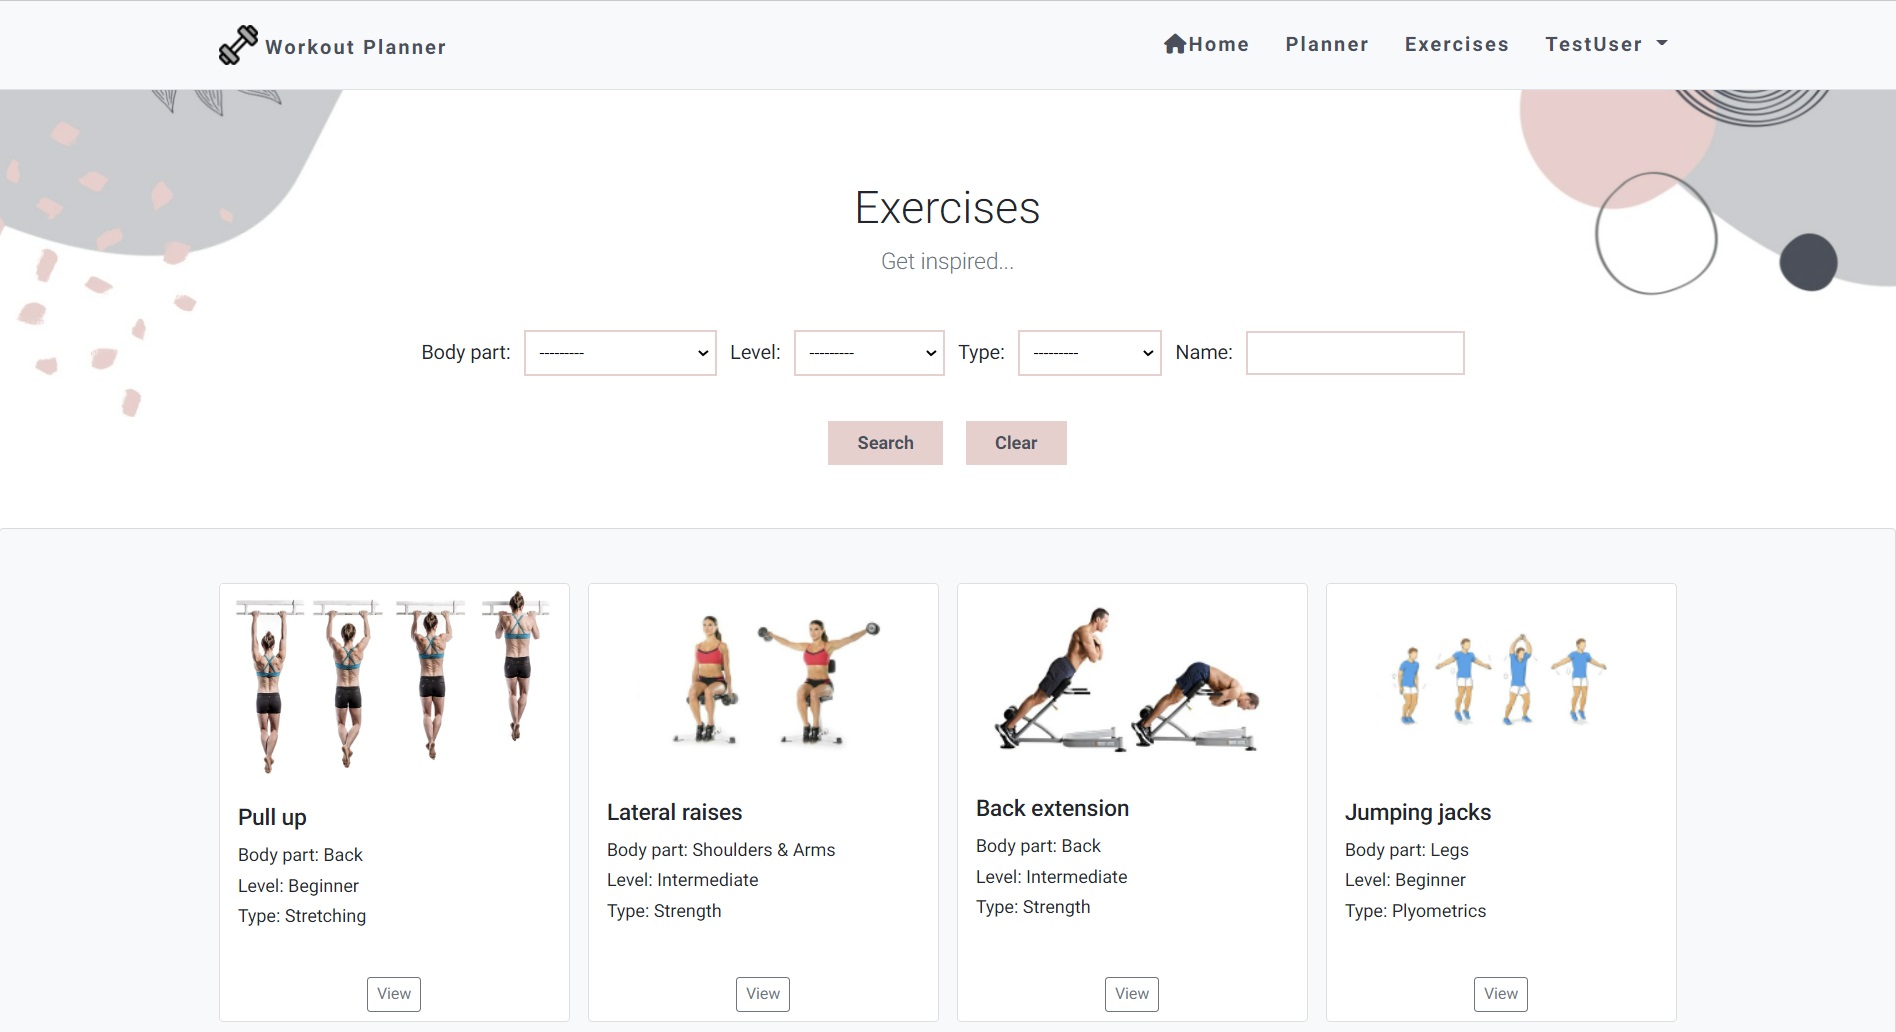 Workout Planner
Home Planner Exercises TestUser
Exercises
Get inspired...
Body part: --------- Level: --------- Type: --------- Name:
Search Clear
Pull up
Body part: Back
Level: Beginner
Type: Stretching
View
Lateral raises
Body part: Shoulders & Arms
Level: Intermediate
Type: Strength
View
Back extension
Body part: Back
Level: Intermediate
Type: Strength
View
Jumping jacks
Body part: Legs
Level: Beginner
Type: Plyometrics
View